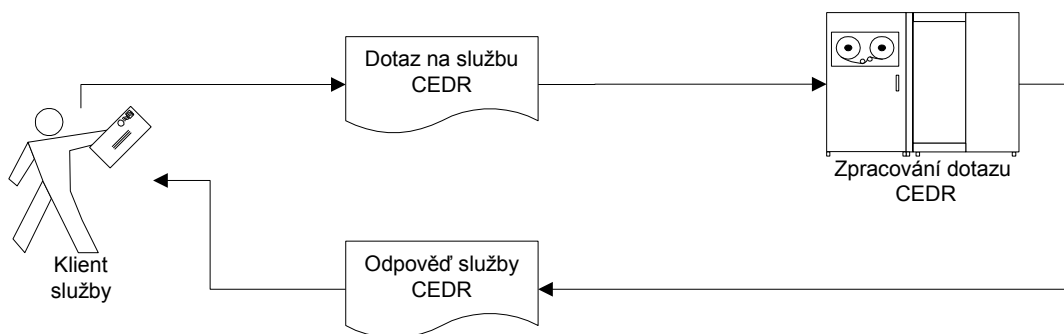 Dotaz na službu
CEDR
Zpracování dotazu
CEDR
Klient
služby
Odpověď služby
CEDR